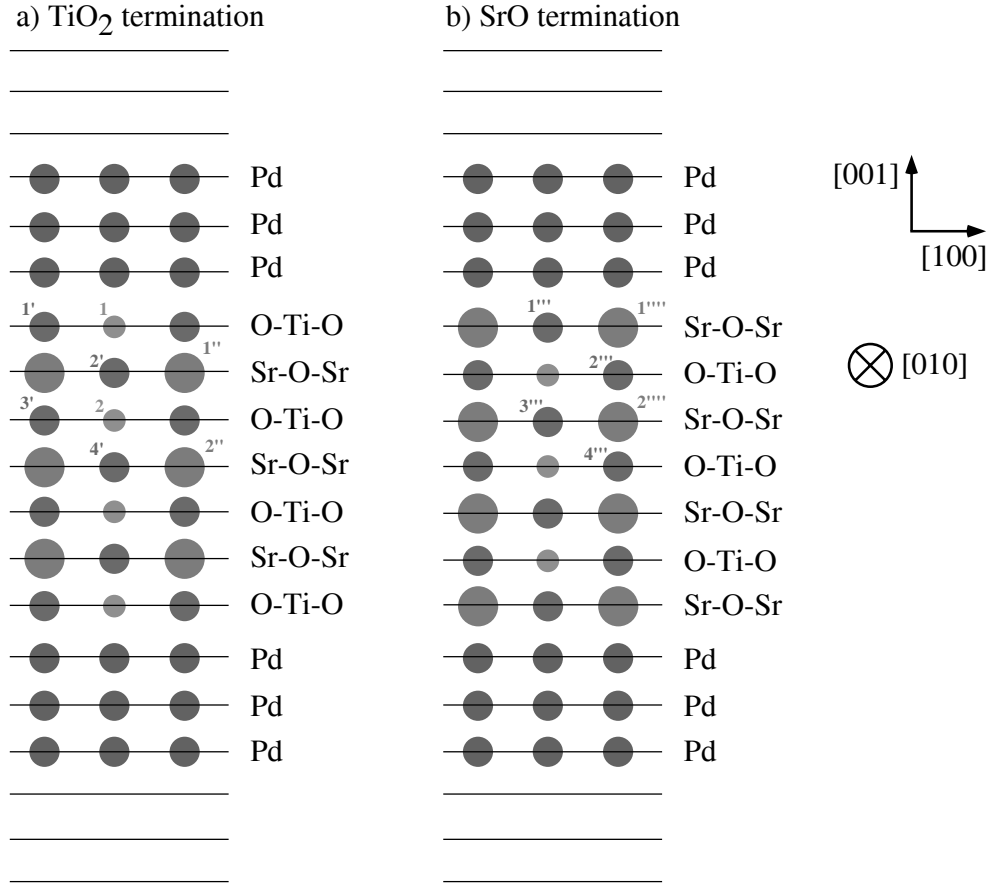 a) TiO2 termination
b) SrO termination
Pd
Pd
Pd
1' 1 O-Ti-O
1''
2' Sr-O-Sr
3' 2 O-Ti-O
4' 2'' Sr-O-Sr
O-Ti-O
Sr-O-Sr
O-Ti-O
Pd
Pd
Pd
Pd
Pd
Pd
1''' 1'''' Sr-O-Sr
2''' O-Ti-O
3''' 2'''' Sr-O-Sr
4''' O-Ti-O
Sr-O-Sr
O-Ti-O
Sr-O-Sr
Pd
Pd
Pd
[001]
[100]
[010]